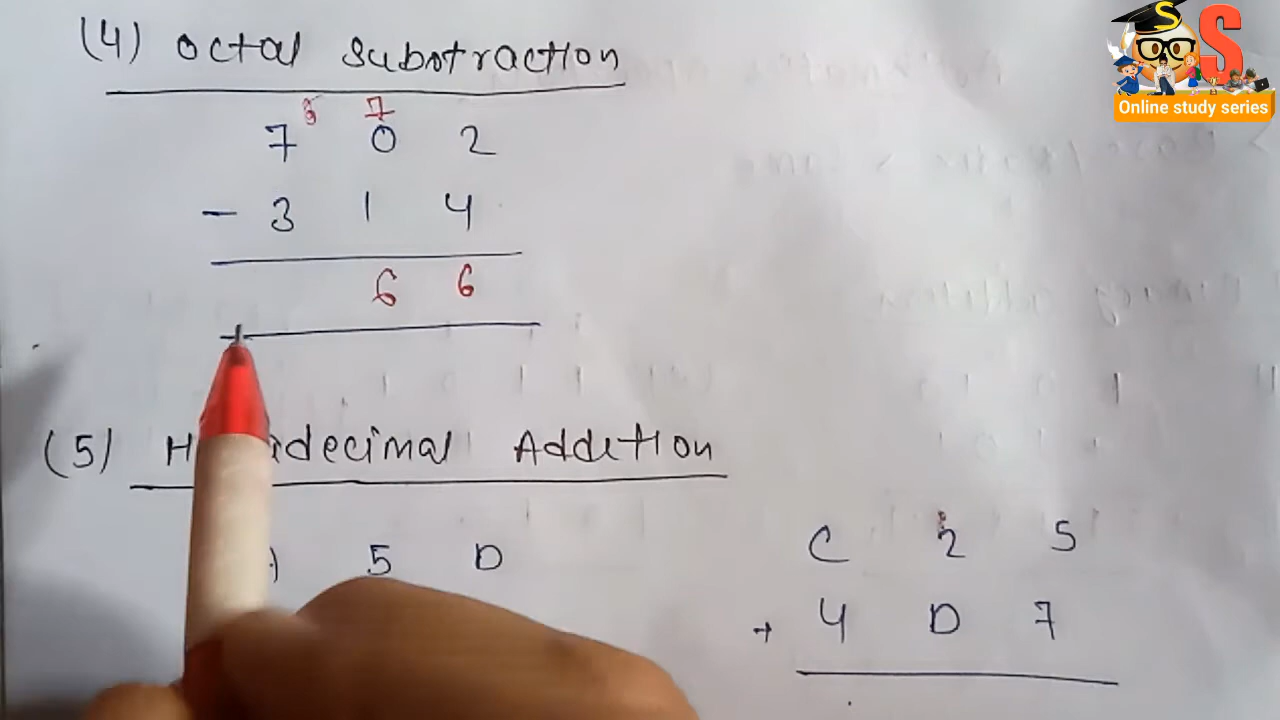 (4) Octal Subtraction
7
7 0 2
- 3 1 4
6 6
(5) decimal Addition
5 D
C 2 5
+ 4 D 7
S S
Online study series